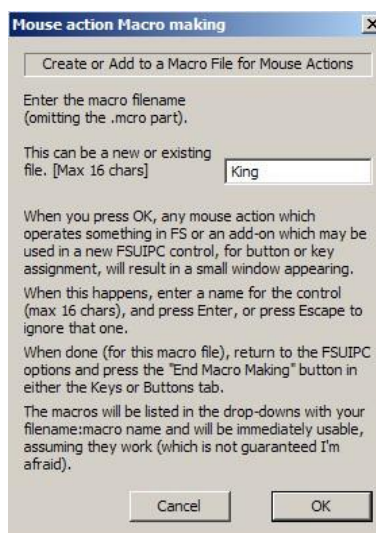 Mouse action Macro making
Create or Add to a Macro File for Mouse Actions
Enter the macro filename
(omitting the .mcro part).
This can be a new or existing
file. [Max 16 chars]
King
When you press OK, any mouse action which
operates something in FS or an add-on which may be
used in a new FSUIPC control, for button or key
assignment, will result in a small window appearing.
When this happens, enter a name for the control
(max 16 chars), and press Enter, or press Escape to
ignore that one.
When done (for this macro file), return to the FSUIPC
options and press the "End Macro Making" button in
either the Keys or Buttons tab.
The macros will be listed in the drop-downs with your
filename:macro name and will be immediately usable,
assuming they work (which is not guaranteed I'm
afraid).
Cancel
OK